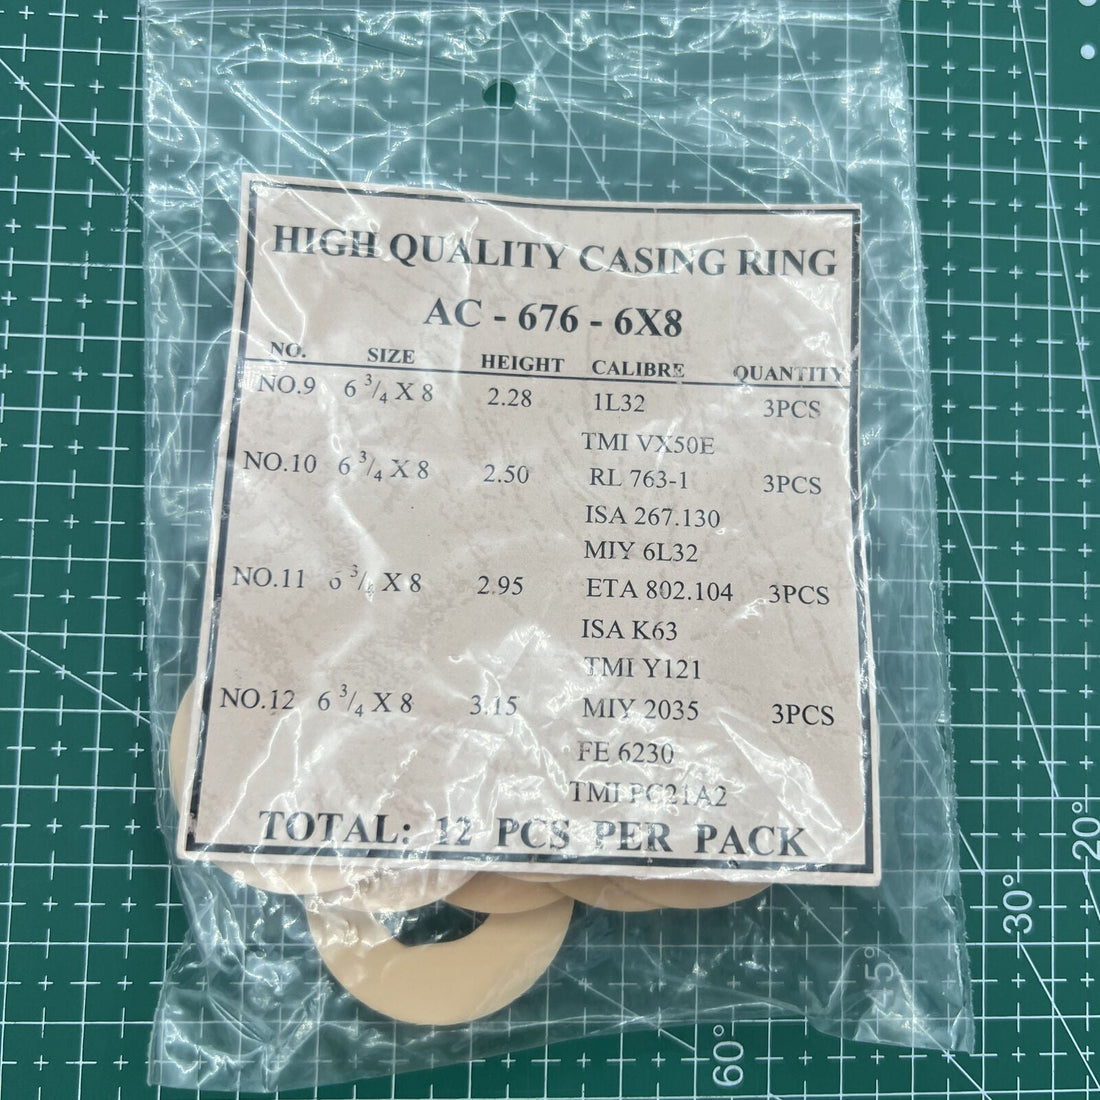 HIGH QUALITY CASING RING
AC - 676 - 6X8
NO. SIZE HEIGHT CALIBRE QUANTITY
NO.9 6 3/4 X 8 2.28 1L32 3PCS
TMI VX50E
NO.10 6 3/4 X 8 2.50 RL 763-1 3PCS
ISA 267.130
MIY 6L32
NO.11 6 3/4 X 8 2.95 ETA 802.104 3PCS
ISA K63
TMI Y121
NO.12 6 3/4 X 8 3.15 MIY 2035 3PCS
FE 6230
TMI PC21A2
TOTAL: 12 PCS PER PACK
20°
30°
45°
60°